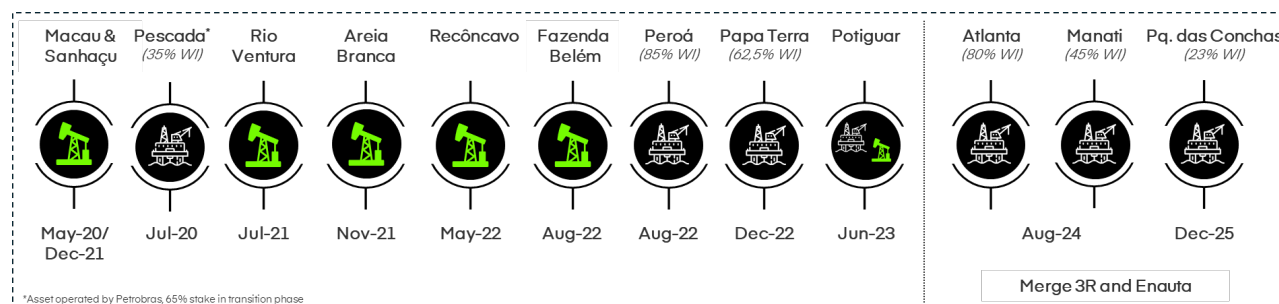 Macau &
Sanhaçu
Pescada*
(35% WI)
Rio
Ventura
Areia
Branca
Recôncavo
Fazenda
Belém
Peroá
(85% WI)
Papa Terra
(62,5% WI)
Potiguar
Atlanta
(80% WI)
Manati
(45% WI)
Pq. das Conchas
(23% WI)
May-20/
Dec-21
Jul-20
Jul-21
Nov-21
May-22
Aug-22
Aug-22
Dec-22
Jun-23
Aug-24
Dec-25
Merge 3R and Enauta
*Asset operated by Petrobras, 65% stake in transition phase